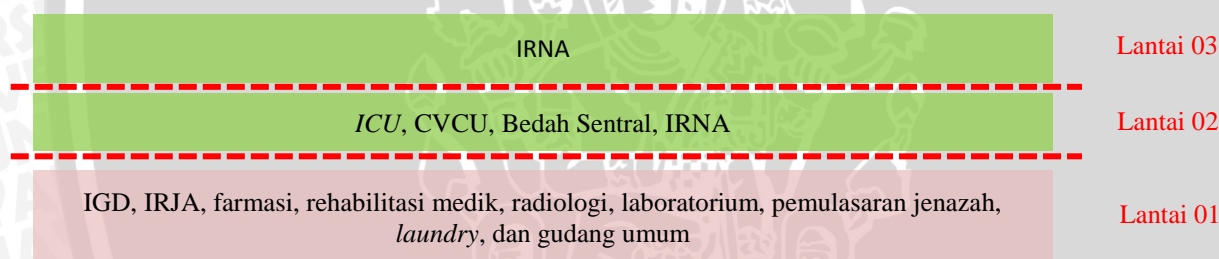 IRNA
Lantai 03
ICU, CVCU, Bedah Sentral, IRNA
Lantai 02
IGD, IRJA, farmasi, rehabilitasi medik, radiologi, laboratorium, pemulasaran jenazah,
laundry, dan gudang umum
Lantai 01